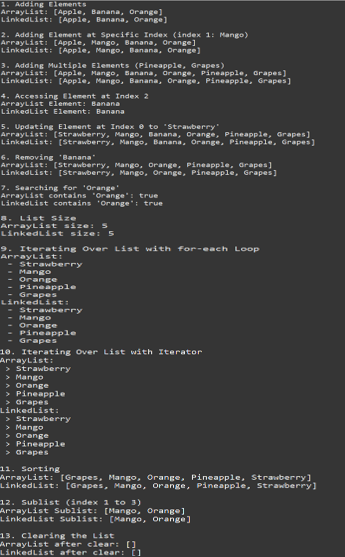 1. Adding Elements
ArrayList: [Apple, Banana, Orange]
LinkedList: [Apple, Banana, Orange]
2. Adding Element at Specific Index (index 1: Mango)
ArrayList: [Apple, Mango, Banana, Orange]
LinkedList: [Apple, Mango, Banana, Orange]
3. Adding Multiple Elements (Pineapple, Grapes)
ArrayList: [Apple, Mango, Banana, Orange, Pineapple, Grapes]
LinkedList: [Apple, Mango, Banana, Orange, Pineapple, Grapes]
4. Accessing Element at Index 2
ArrayList Element: Banana
LinkedList Element: Banana
5. Updating Element at Index 0 to 'Strawberry'
ArrayList: [Strawberry, Mango, Banana, Orange, Pineapple, Grapes]
LinkedList: [Strawberry, Mango, Banana, Orange, Pineapple, Grapes]
6. Removing 'Banana'
ArrayList: [Strawberry, Mango, Orange, Pineapple, Grapes]
LinkedList: [Strawberry, Mango, Orange, Pineapple, Grapes]
7. Searching for 'Orange'
ArrayList contains 'Orange': true
LinkedList contains 'Orange': true
8. List Size
ArrayList size: 5
LinkedList size: 5
9. Iterating Over List with for-each Loop
ArrayList:
- Strawberry
- Mango
- Orange
- Pineapple
- Grapes
LinkedList:
- Strawberry
- Mango
- Orange
- Pineapple
- Grapes
10. Iterating Over List with Iterator
ArrayList:
> Strawberry
> Mango
> Orange
> Pineapple
> Grapes
LinkedList:
> Strawberry
> Mango
> Orange
> Pineapple
> Grapes
11. Sorting
ArrayList: [Grapes, Mango, Orange, Pineapple, Strawberry]
LinkedList: [Grapes, Mango, Orange, Pineapple, Strawberry]
12. Sublist (index 1 to 3)
ArrayList Sublist: [Mango, Orange]
LinkedList Sublist: [Mango, Orange]
13. Clearing the List
ArrayList after clear: []
LinkedList after clear: []